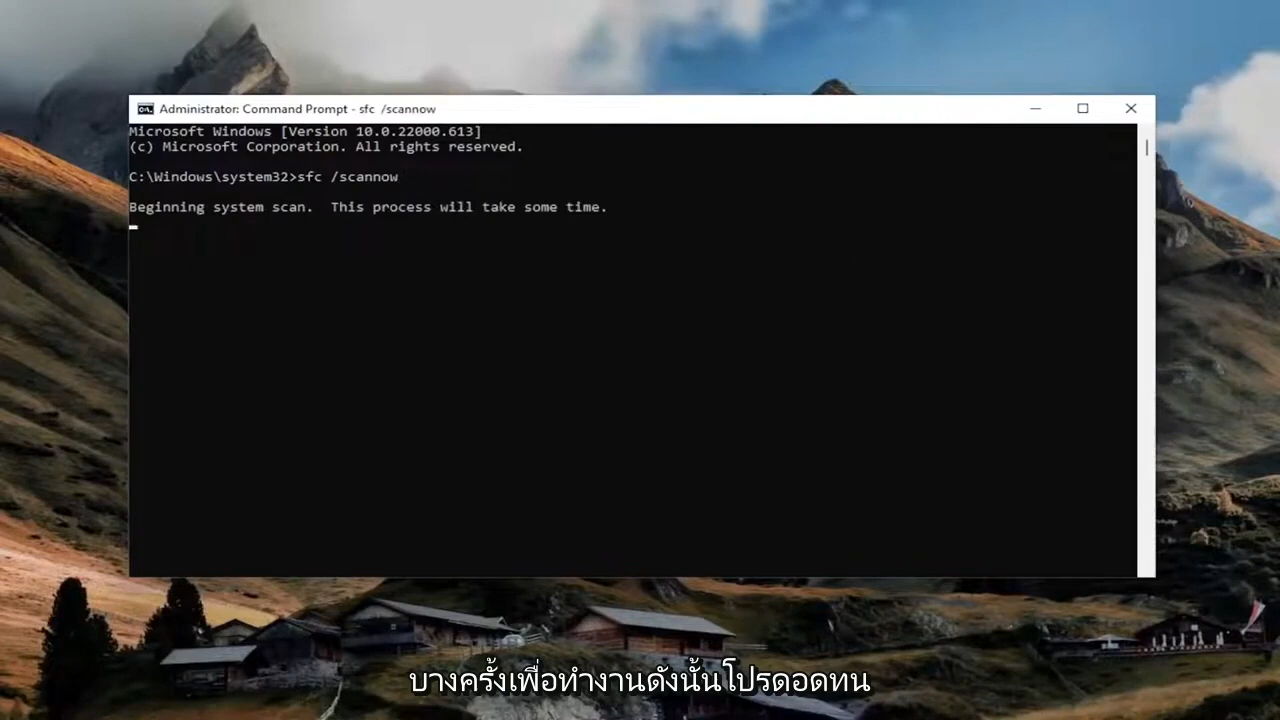 Administrator: Command Prompt - sfc /scannow
Microsoft Windows [Version 10.0.22000.613]
(c) Microsoft Corporation. All rights reserved.
C:\Windows\system32>sfc /scannow
Beginning system scan.  This process will take some time.
บางครั้งเพื่อทำงานดังนั้นโปรดอดทน